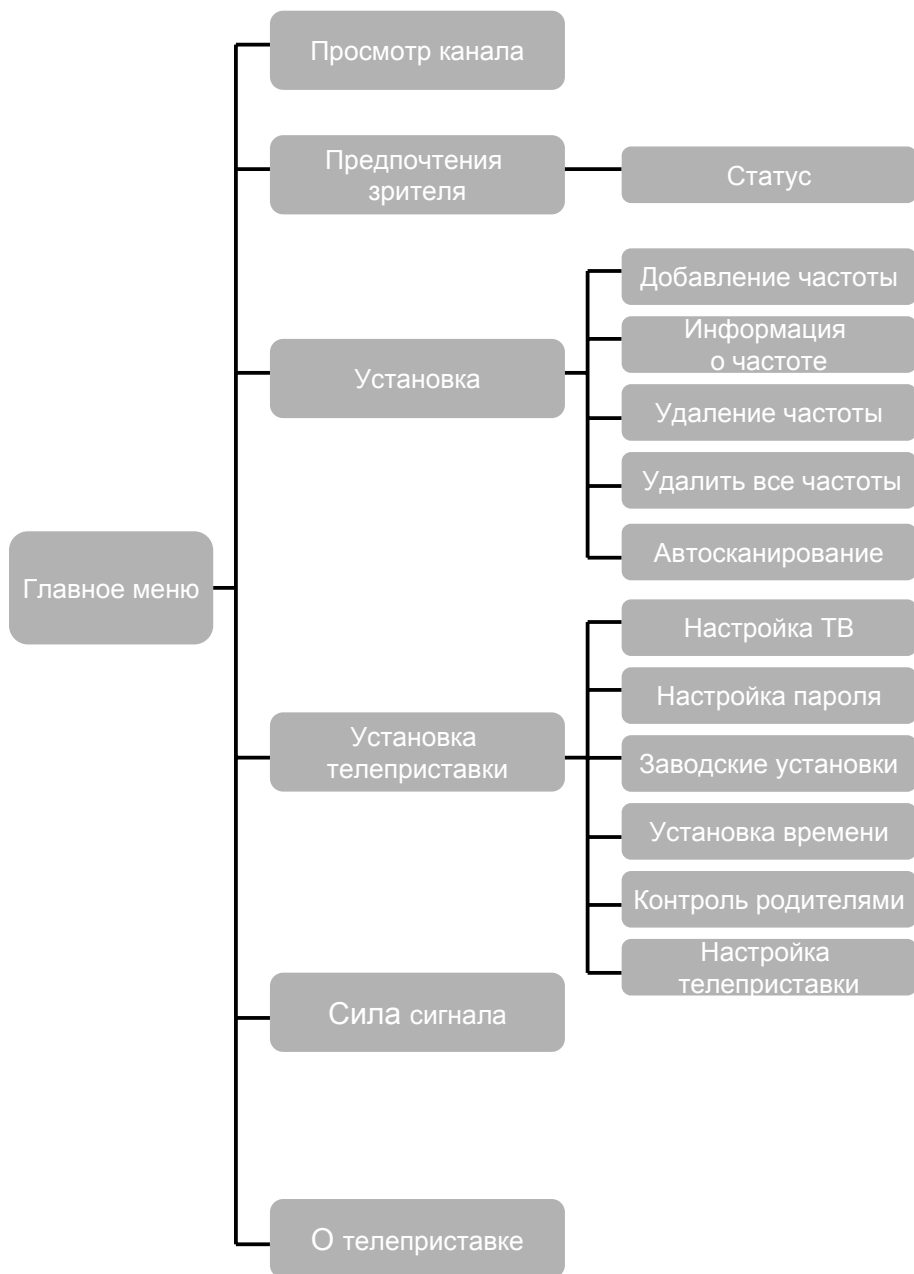 Просмотр канала
Предпочтения
зрителя
Статус
Добавление частоты
Информация
о частоте
Установка
Удаление частоты
Удалить все частоты
Автосканирование
Главное меню
Настройка ТВ
Настройка пароля
Установка
телеприставки
Заводские установки
Установка времени
Контроль родителями
Настройка
телеприставки
Сила сигнала
О телеприставке